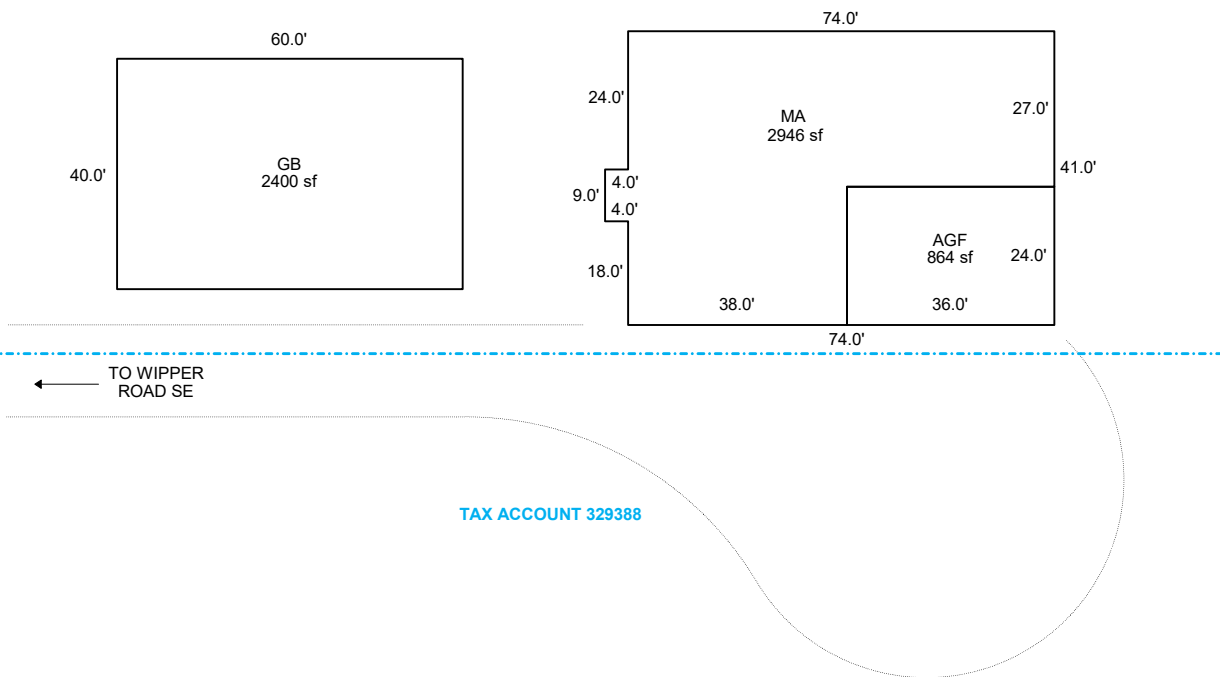 60.0'
40.0'
GB
2400 sf
74.0'
24.0'
MA
2946 sf
27.0'
41.0'
9.0'
4.0'
4.0'
18.0'
AGF
864 sf
24.0'
38.0'
36.0'
74.0'
TO WIPPER
ROAD SE
TAX ACCOUNT 329388